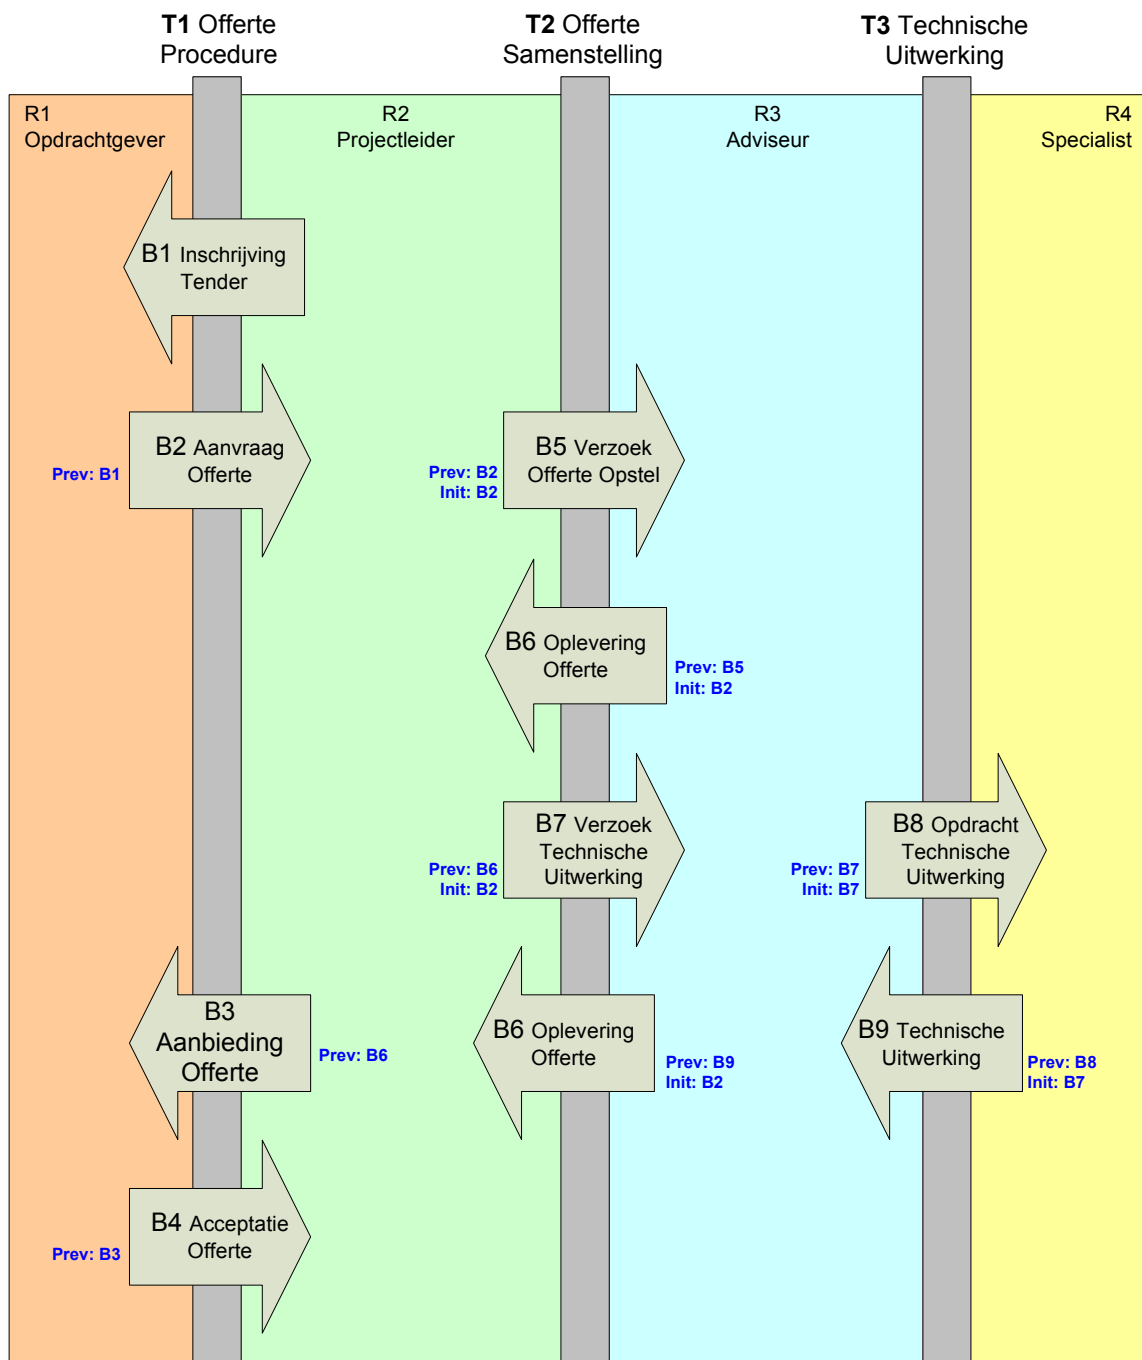 T1 Offerte
Procedure
T2 Offerte
Samenstelling
T3 Technische
Uitwerking
R1
Opdrachtgever
R2
Projectleider
R3
Adviseur
R4
Specialist
B1 Inschrijving
Tender
B2 Aanvraag
Offerte
Prev: B1
B5 Verzoek
Offerte Opstel
Prev: B2
Init: B2
B6 Oplevering
Offerte
Prev: B5
Init: B2
B7 Verzoek
Technische
Uitwerking
Prev: B6
Init: B2
B8 Opdracht
Technische
Uitwerking
Prev: B7
Init: B7
B3
Aanbieding
Offerte
Prev: B6
B6 Oplevering
Offerte
Prev: B9
Init: B2
B9 Technische
Uitwerking
Prev: B8
Init: B7
B4 Acceptatie
Offerte
Prev: B3